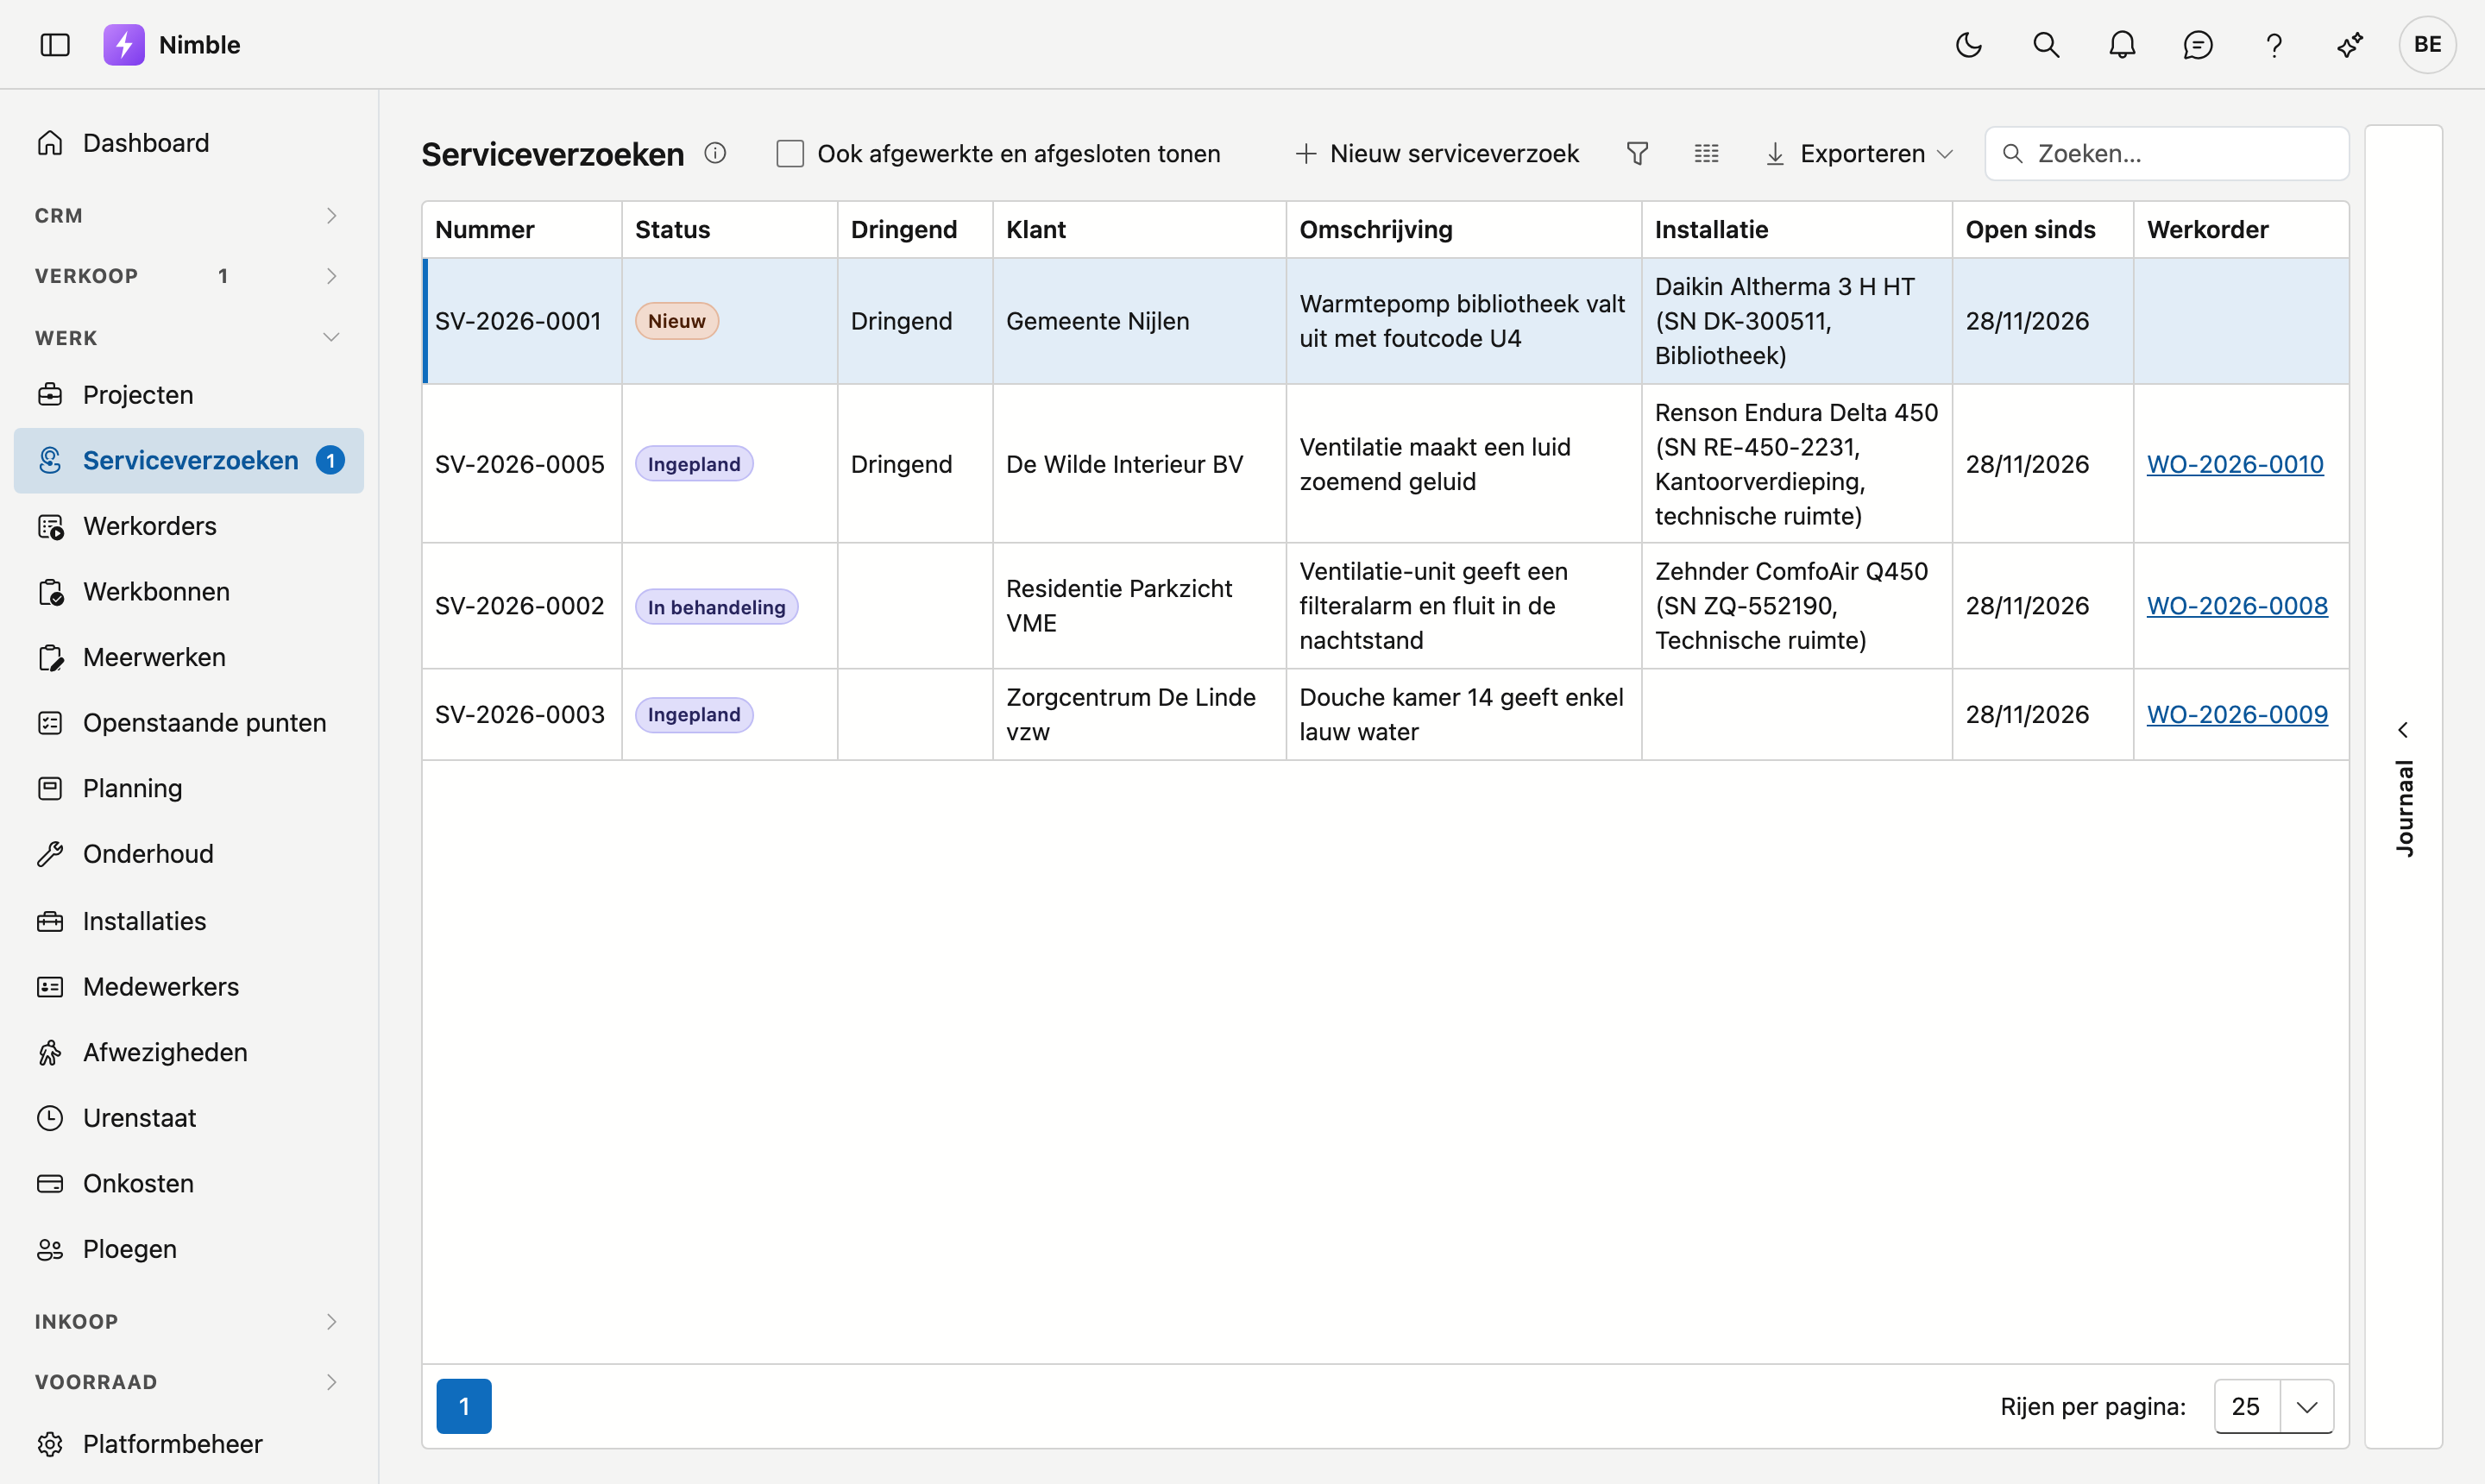 Nimble
BE
Dashboard
CRM
VERKOOP 1
WERK
Projecten
Serviceverzoeken 1
Werkorders
Werkbonnen
Meerwerken
Openstaande punten
Planning
Onderhoud
Installaties
Medewerkers
Afwezigheden
Urenstaat
Onkosten
Ploegen
INKOOP
VOORRAAD
Platformbeheer
Serviceverzoeken
Ook afgewerkte en afgesloten tonen
Nieuw serviceverzoek
Exporteren
Zoeken...
Nummer Status Dringend Klant Omschrijving Installatie Open sinds Werkorder
SV-2026-0001
Nieuw
Dringend
Gemeente Nijlen
Warmtepomp bibliotheek valt
uit met foutcode U4
Daikin Altherma 3 H HT
(SN DK-300511,
Bibliotheek)
28/11/2026
SV-2026-0005
Ingepland
Dringend
De Wilde Interieur BV
Ventilatie maakt een luid
zoemend geluid
Renson Endura Delta 450
(SN RE-450-2231,
Kantoorverdieping,
technische ruimte)
28/11/2026
WO-2026-0010
SV-2026-0002
In behandeling
Residentie Parkzicht
VME
Ventilatie-unit geeft een
filteralarm en fluit in de
nachtstand
Zehnder ComfoAir Q450
(SN ZQ-552190,
Technische ruimte)
28/11/2026
WO-2026-0008
SV-2026-0003
Ingepland
Zorgcentrum De Linde
vzw
Douche kamer 14 geeft enkel
lauw water
28/11/2026
WO-2026-0009
1
Rijen per pagina: 25
Journaal